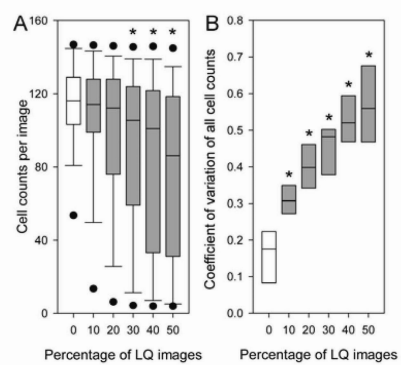 A
B
Cell counts per image
160
120
80
40
0
* * *
0 10 20 30 40 50
Percentage of LQ images
Coefficient of variation of all cell counts
0.8
0.7
0.6
0.5
0.4
0.3
0.2
0.1
0.0
* * * * *
0 10 20 30 40 50
Percentage of LQ images